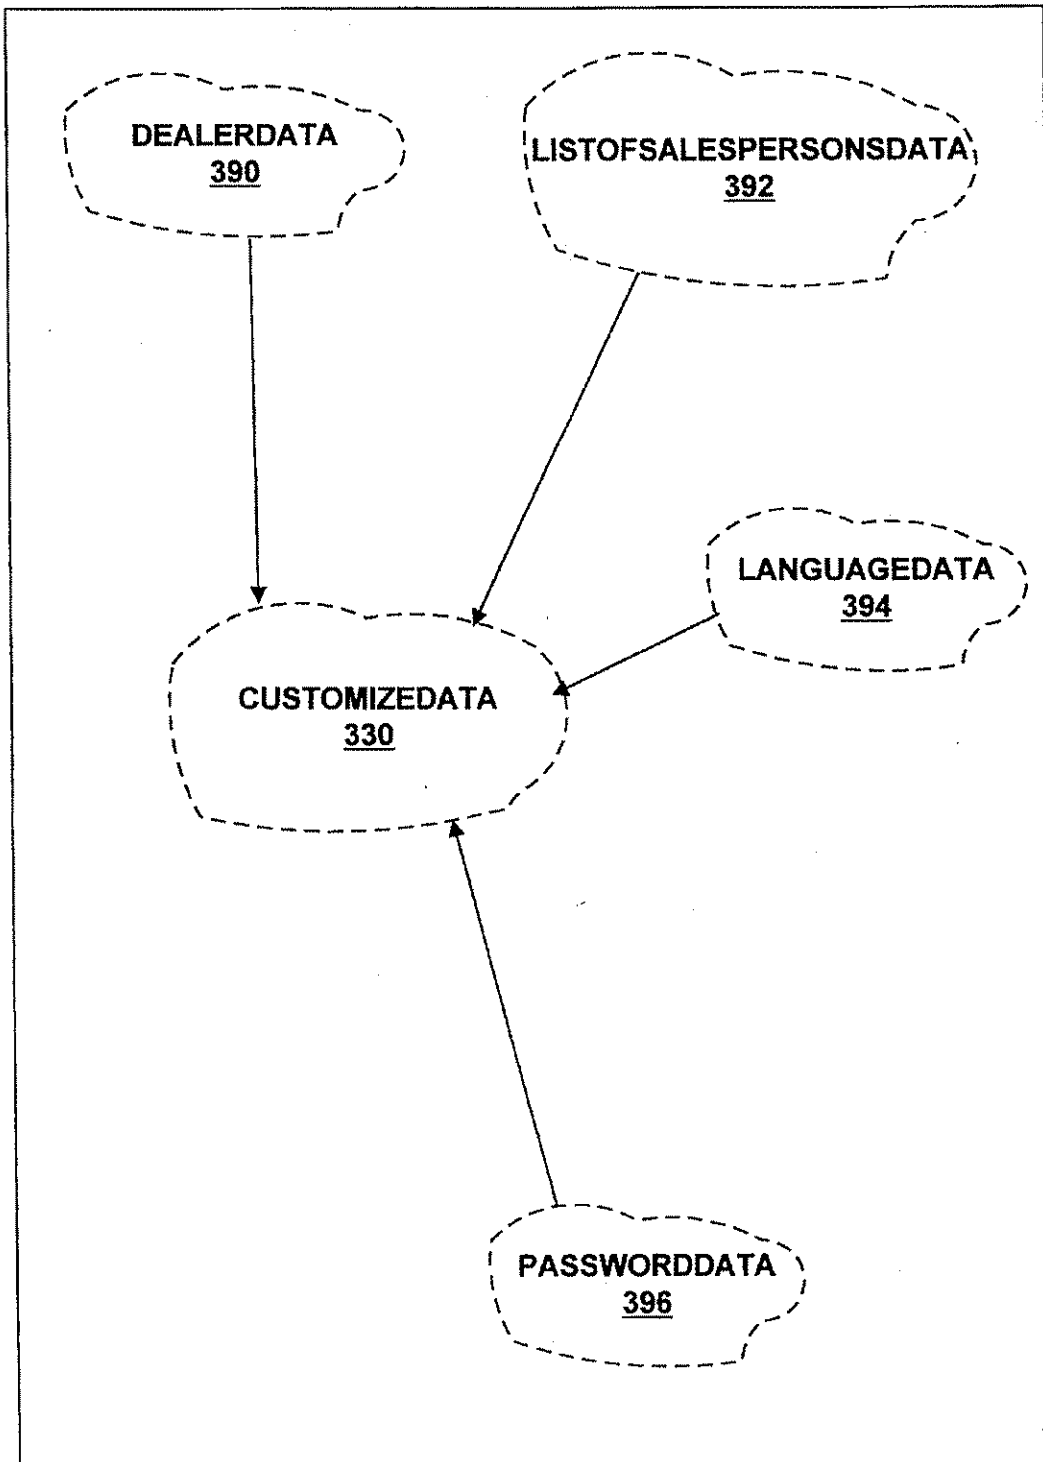 DEALERDATA
390
LISTOFSALESPERSONSDATA
392
LANGUAGEDATA
394
CUSTOMIZEDATA
330
PASSWORDDATA
396